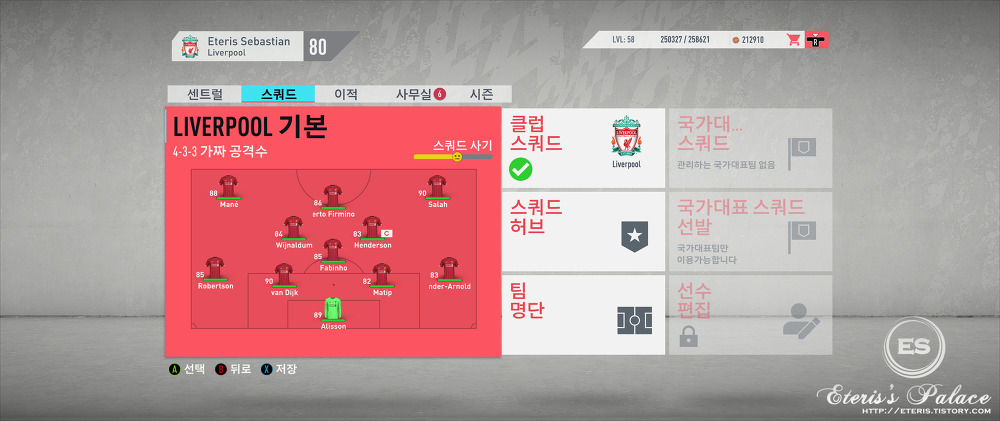 Eteris Sebastian
Liverpool
80
LVL: 58
250327 / 258621
212910
R
센트럴
스쿼드
이적
사무실 6
시즌
LIVERPOOL 기본
4-3-3 가짜 공격수
스쿼드 사기
88
Mané
86
erto Firmino
90
Salah
84
Wijnaldum
83
C
Henderson
85
Fabinho
85
Robertson
90
van Dijk
82
Matip
83
nder-Arnold
89
Alisson
클럽
스쿼드
Liverpool
국가대...
스쿼드
관리하는 국가대표팀 없음
스쿼드
허브
국가대표 스쿼드
선발
국가대표팀만
이용가능합니다
팀
명단
선수
편집
A 선택
B 뒤로
X 저장
ES
Eteris's Palace
HTTP://ETERIS.TISTORY.COM